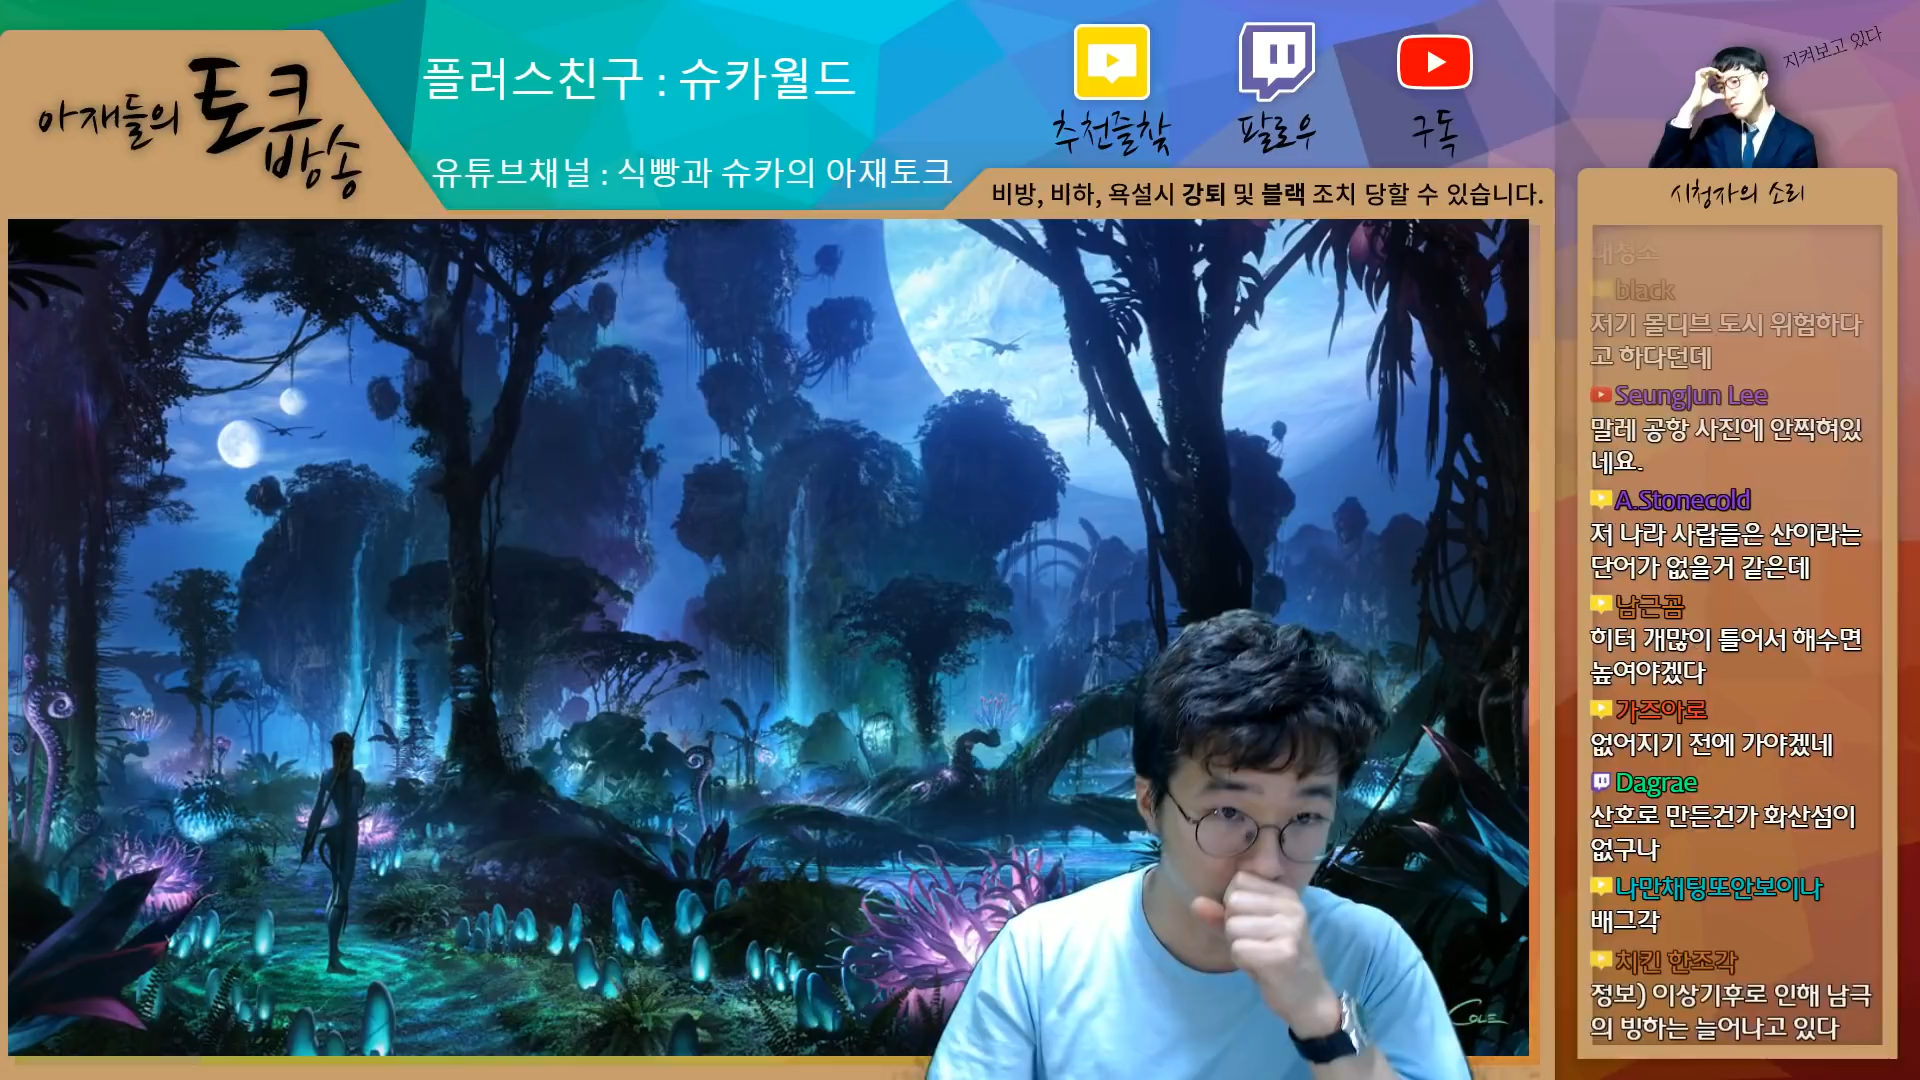 아재들의 토크
방송
플러스친구 : 슈카월드
유튜브채널 : 식빵과 슈카의 아재토크
추천즐찾
팔로우
구독
비방, 비하, 욕설시 강퇴 및 블랙 조치 당할 수 있습니다.
지켜보고 있다
시청자의 소리
내청소
black
저기 몰디브 도시 위험하다
고 하다던데
Seungjun Lee
말레 공항 사진에 안찍혀있
네요.
A.Stonecold
저 나라 사람들은 산이라는
단어가 없을거 같은데
남근곰
히터 개많이 틀어서 해수면
높여야겠다
가즈아로
없어지기 전에 가야겠네
Dagrae
산호로 만든건가 화산섬이
없구나
나만채팅또안보이나
배그각
치킨 한조각
정보) 이상기후로 인해 남극
의 빙하는 늘어나고 있다
COLE